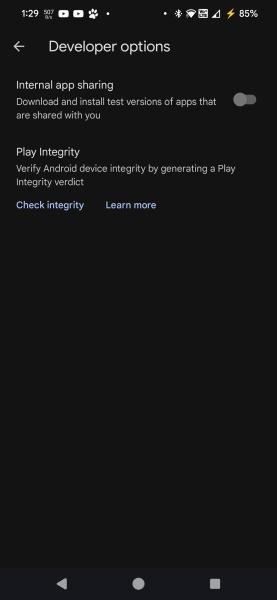 1:29 507 B/s 85%
Developer options
Internal app sharing
Download and install test versions of apps that
are shared with you
Play Integrity
Verify Android device integrity by generating a Play
Integrity verdict
Check integrity Learn more